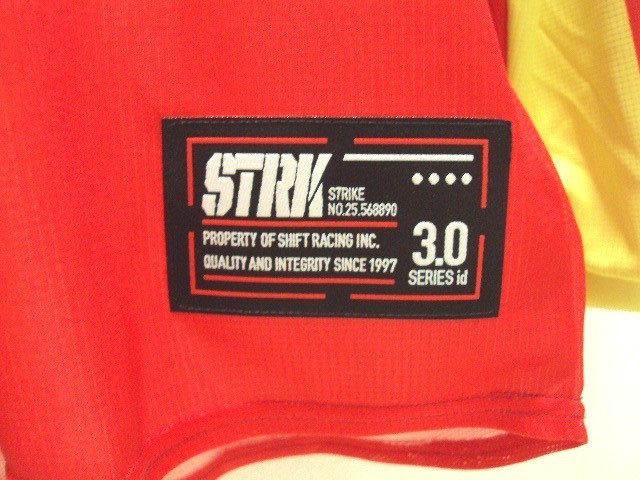 STRK
STRIKE
NO.25.568890
PROPERTY OF SHIFT RACING INC.
QUALITY AND INTEGRITY SINCE 1997
3.0
SERIES id